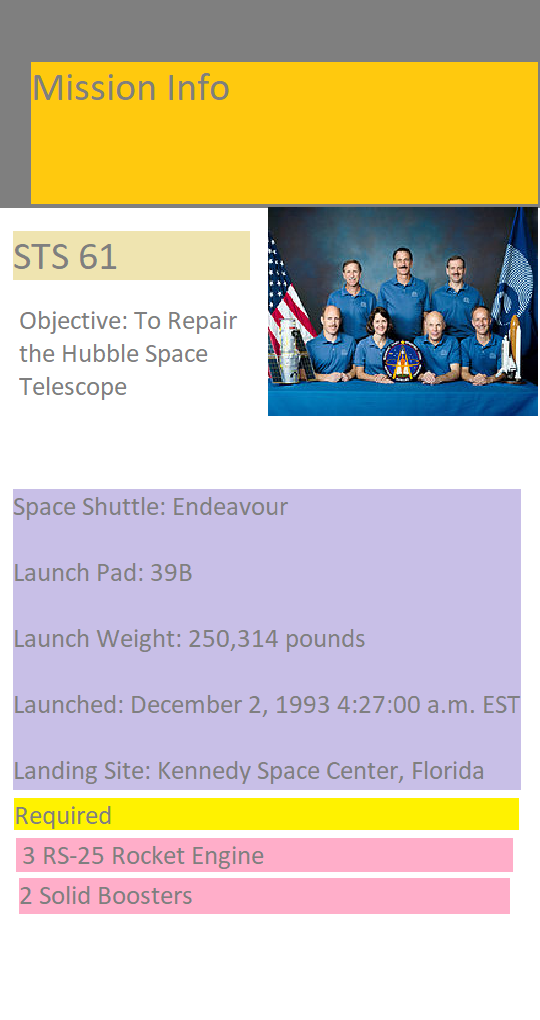 Mission Info
STS 61
Objective: To Repair
the Hubble Space
Telescope
Space Shuttle: Endeavour
Launch Pad: 39B
Launch Weight: 250,314 pounds
Launched: December 2, 1993 4:27:00 a.m. EST
Landing Site: Kennedy Space Center, Florida
Required
3 RS-25 Rocket Engine
2 Solid Boosters